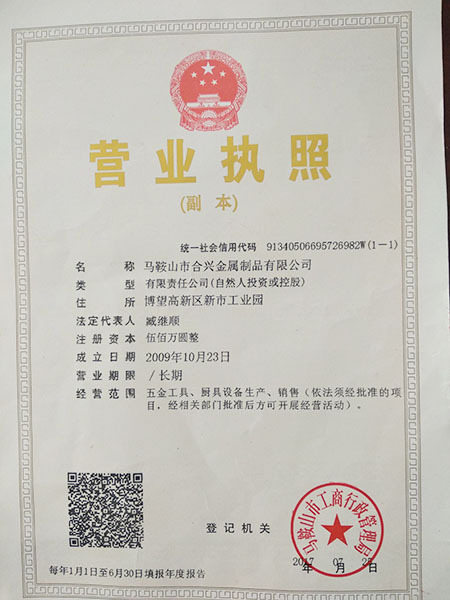 营业执照
(副 本)
统一社会信用代码 91340506695726982W(1-1)
名 称 马鞍山市合兴金属制品有限公司
类 型 有限责任公司(自然人投资或控股)
住 所 博望高新区新市工业园
法定代表人 臧继顺
注册资本 伍佰万圆整
成立日期 2009年10月23日
营业期限 /长期
经营范围 五金工具、厨具设备生产、销售（依法须经批准的项
目，经相关部门批准后方可开展经营活动）。
马鞍山市工商行政管理局
登记机关
2017年 07月 25日
每年1月1日至6月30日填报年度报告